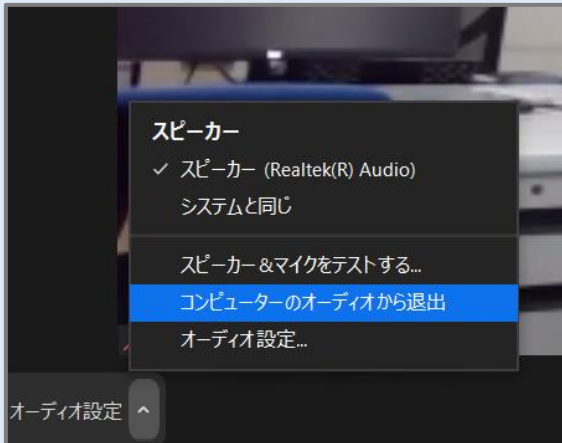 スピーカー
スピーカー (Realtek(R) Audio)
システムと同じ
スピーカー&マイクをテストする...
コンピューターのオーディオから退出
オーディオ設定...
オーディオ設定